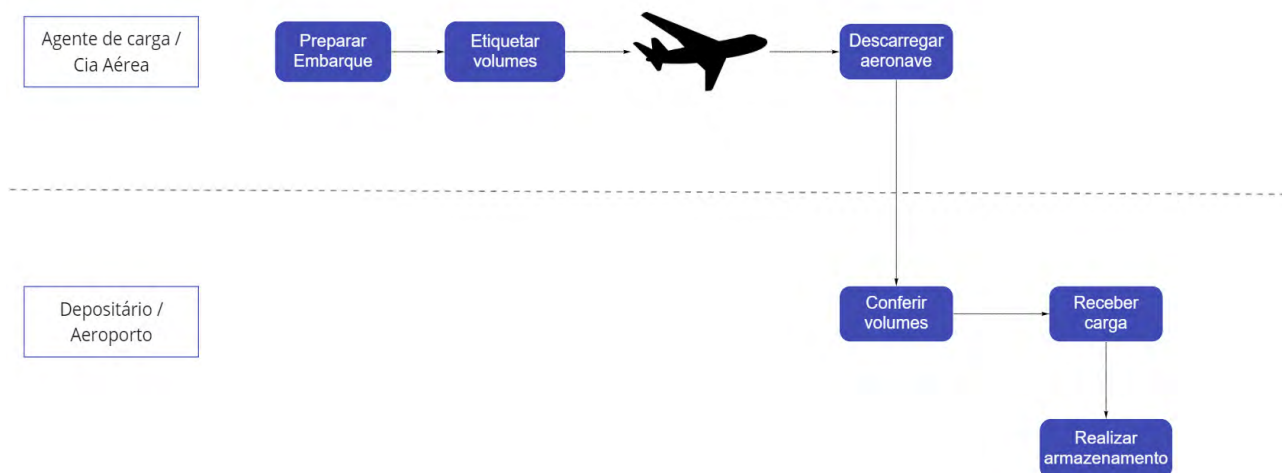 Agente de carga /
Cia Aérea
Preparar
Embarque
Etiquetar
volumes
Descarregar
aeronave
Depositário /
Aeroporto
Conferir
volumes
Receber
carga
Realizar
armazenamento